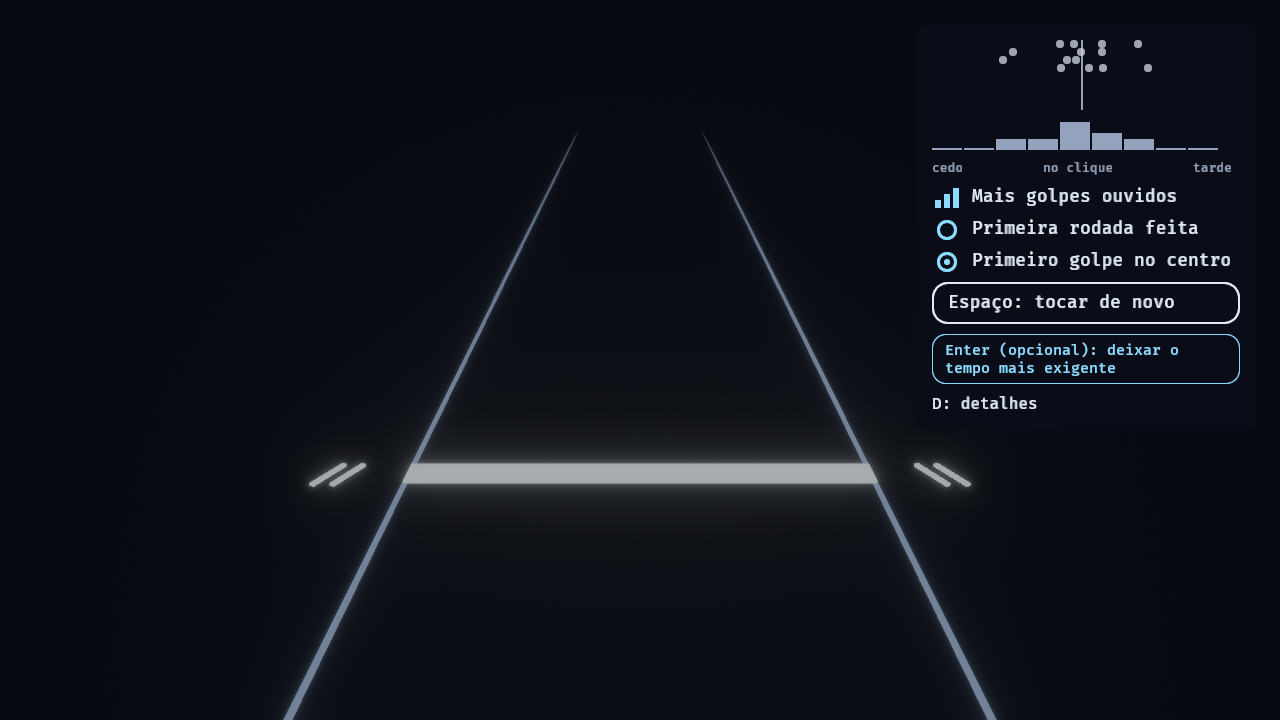 cedo no clique tarde
Mais golpes ouvidos
Primeira rodada feita
Primeiro golpe no centro
Espaço: tocar de novo
Enter (opcional): deixar o
tempo mais exigente
D: detalhes